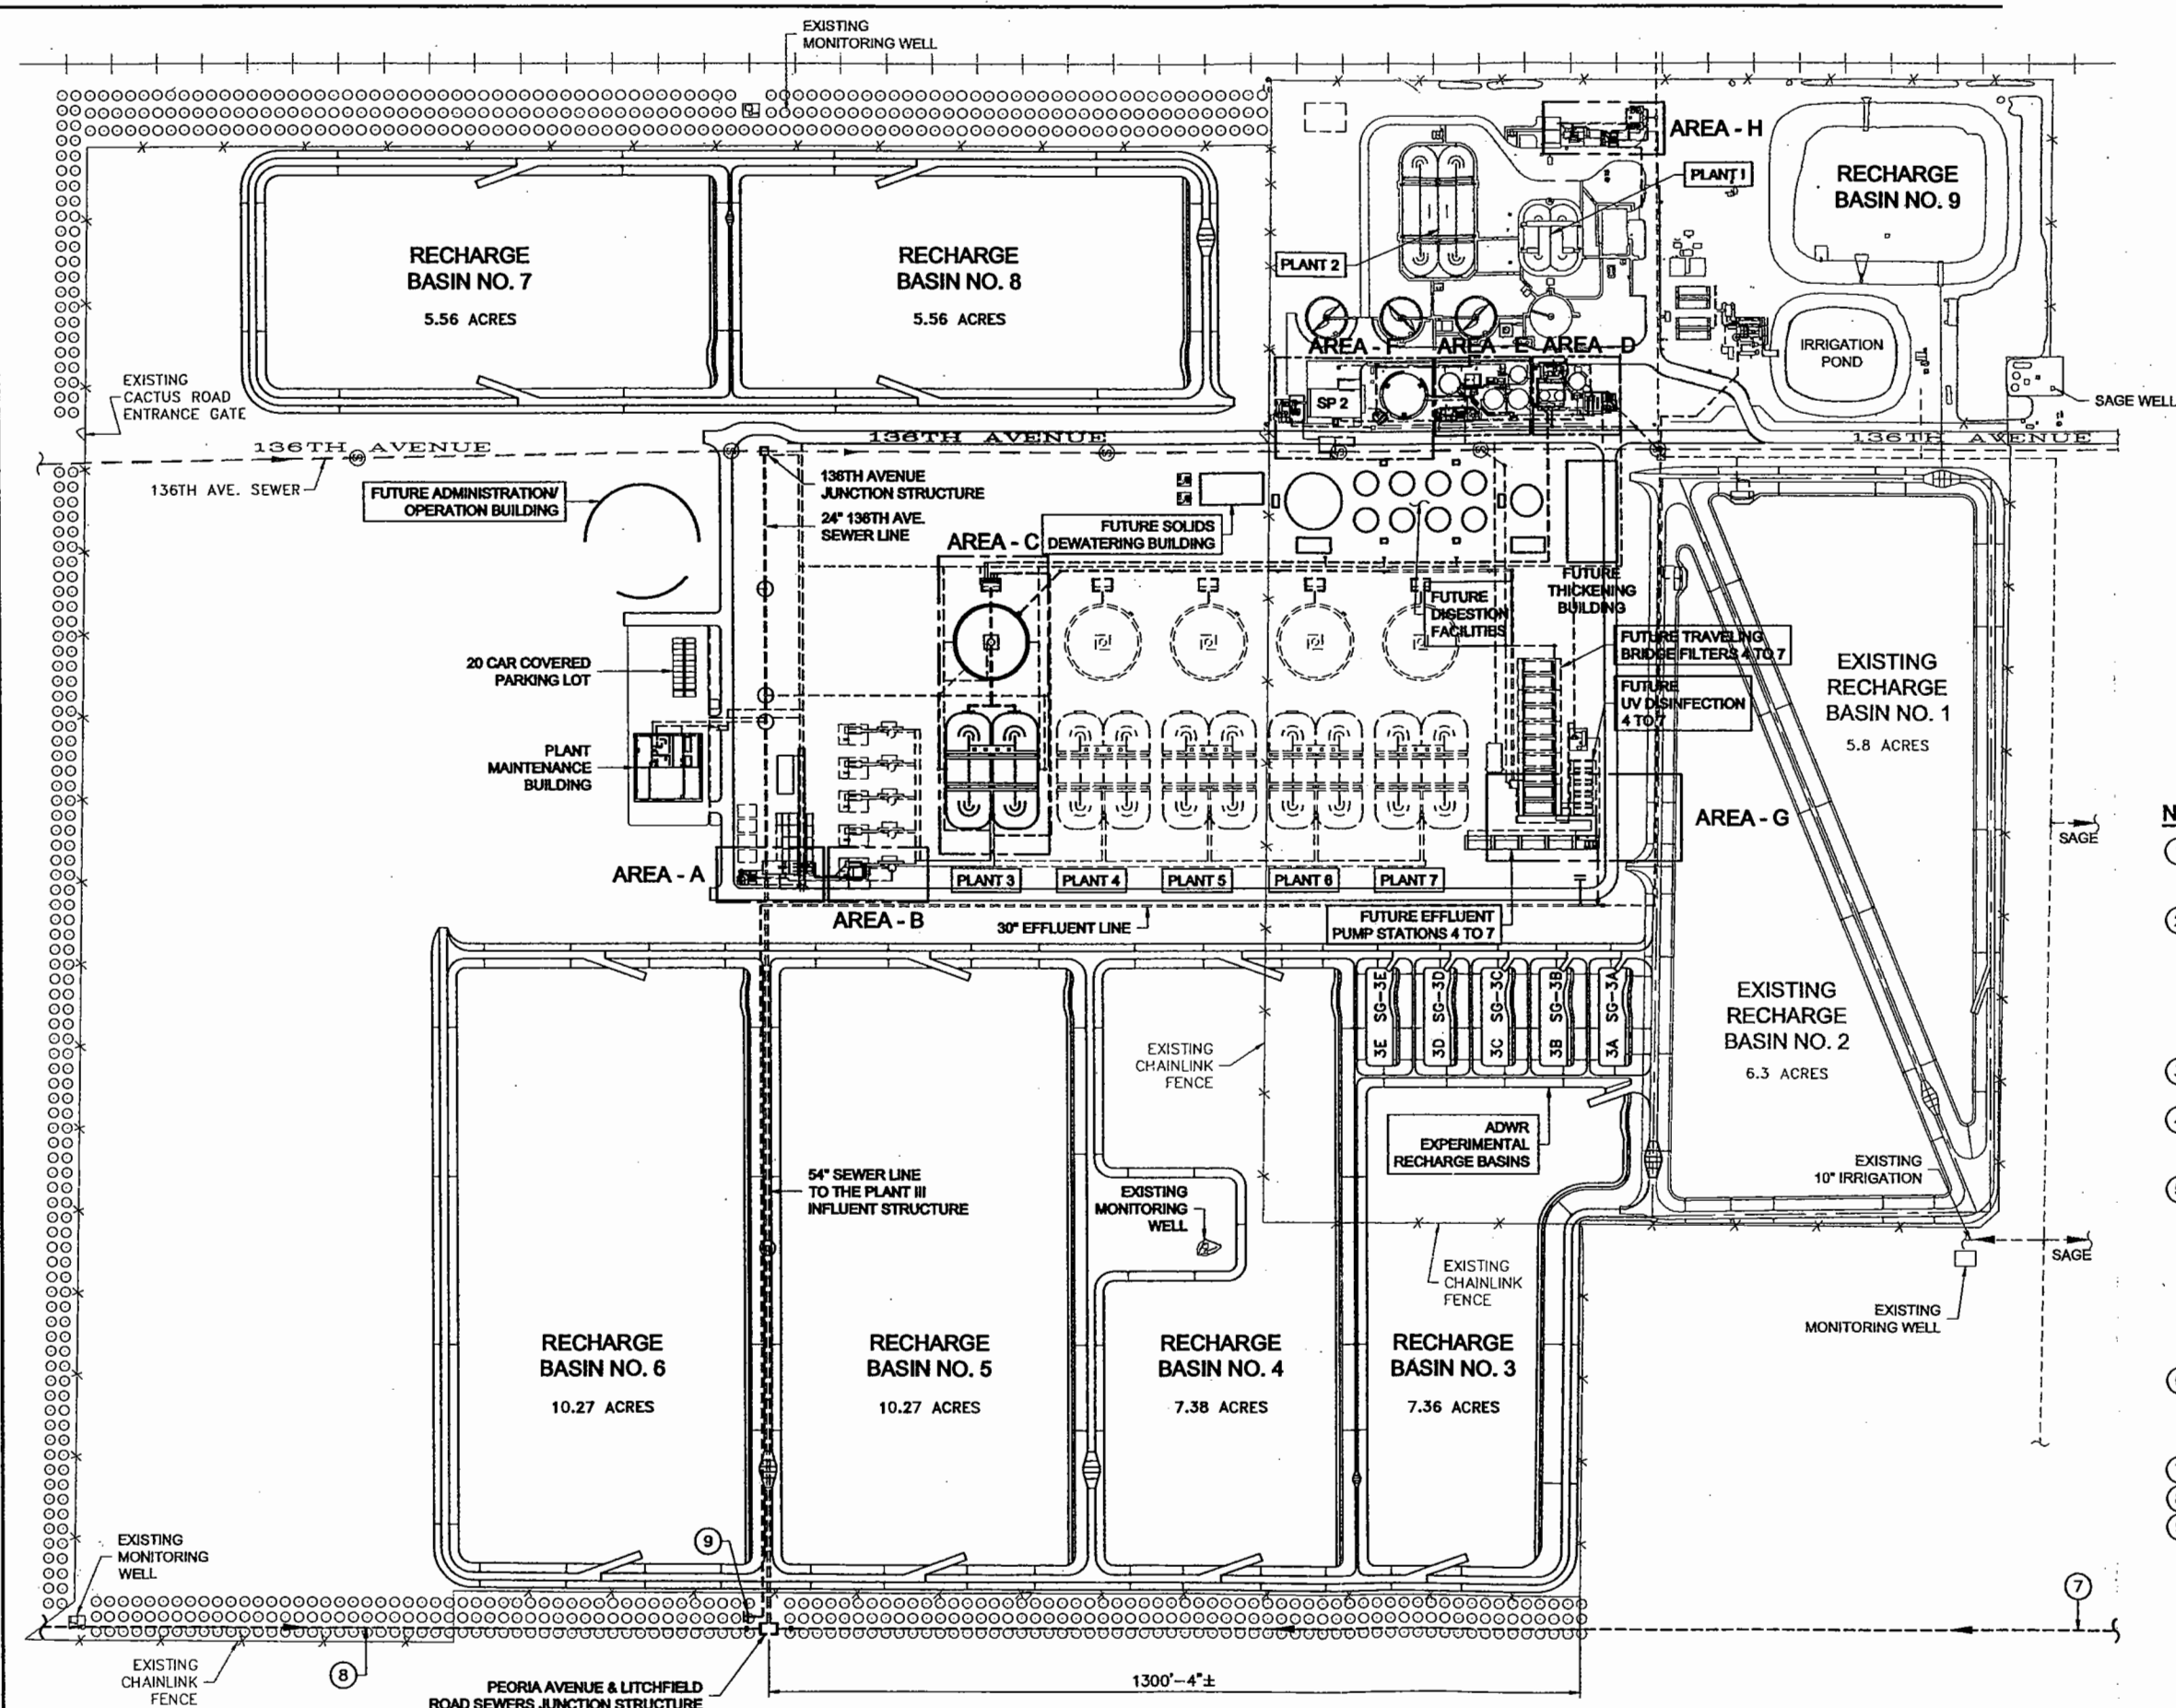 EXISTING
MONITORING WELL
AREA - H
PLANT 1
RECHARGE
BASIN NO. 9
RECHARGE
BASIN NO. 7
5.56 ACRES
RECHARGE
BASIN NO. 8
5.56 ACRES
PLANT 2
IRRIGATION
POND
AREA - F
AREA - E
AREA - D
SP 2
SAGE WELL
EXISTING
CACTUS ROAD
ENTRANCE GATE
136TH AVENUE
136TH AVENUE
136TH AVENUE
136TH AVE. SEWER
136TH AVENUE
JUNCTION STRUCTURE
FUTURE ADMINISTRATION/
OPERATION BUILDING
24" 136TH AVE.
SEWER LINE
FUTURE SOLIDS
DEWATERING BUILDING
AREA - C
FUTURE
THICKENING
BUILDING
FUTURE
DIGESTION
FACILITIES
FUTURE TRAVELING
BRIDGE FILTERS 4 TO 7
FUTURE
UV DISINFECTION
4 TO 7
20 CAR COVERED
PARKING LOT
EXISTING
RECHARGE
BASIN NO. 1
5.8 ACRES
PLANT
MAINTENANCE
BUILDING
AREA - G
SAGE
N
AREA - A
AREA - B
PLANT 3
PLANT 4
PLANT 5
PLANT 6
PLANT 7
30" EFFLUENT LINE
FUTURE EFFLUENT
PUMP STATIONS 4 TO 7
3E SG-3E
3D SG-3D
3C SG-3C
3B SG-3B
3A SG-3A
EXISTING
RECHARGE
BASIN NO. 2
6.3 ACRES
EXISTING
CHAINLINK
FENCE
ADWR
EXPERIMENTAL
RECHARGE BASINS
54" SEWER LINE
TO THE PLANT III
INFLUENT STRUCTURE
EXISTING
MONITORING
WELL
EXISTING
10" IRRIGATION
SAGE
EXISTING
CHAINLINK
FENCE
EXISTING
MONITORING WELL
RECHARGE
BASIN NO. 6
10.27 ACRES
RECHARGE
BASIN NO. 5
10.27 ACRES
RECHARGE
BASIN NO. 4
7.38 ACRES
RECHARGE
BASIN NO. 3
7.36 ACRES
EXISTING
MONITORING
WELL
9
7
8
EXISTING
CHAINLINK
FENCE
PEORIA AVENUE & LITCHFIELD
ROAD SEWERS JUNCTION STRUCTURE
1300'-4"±